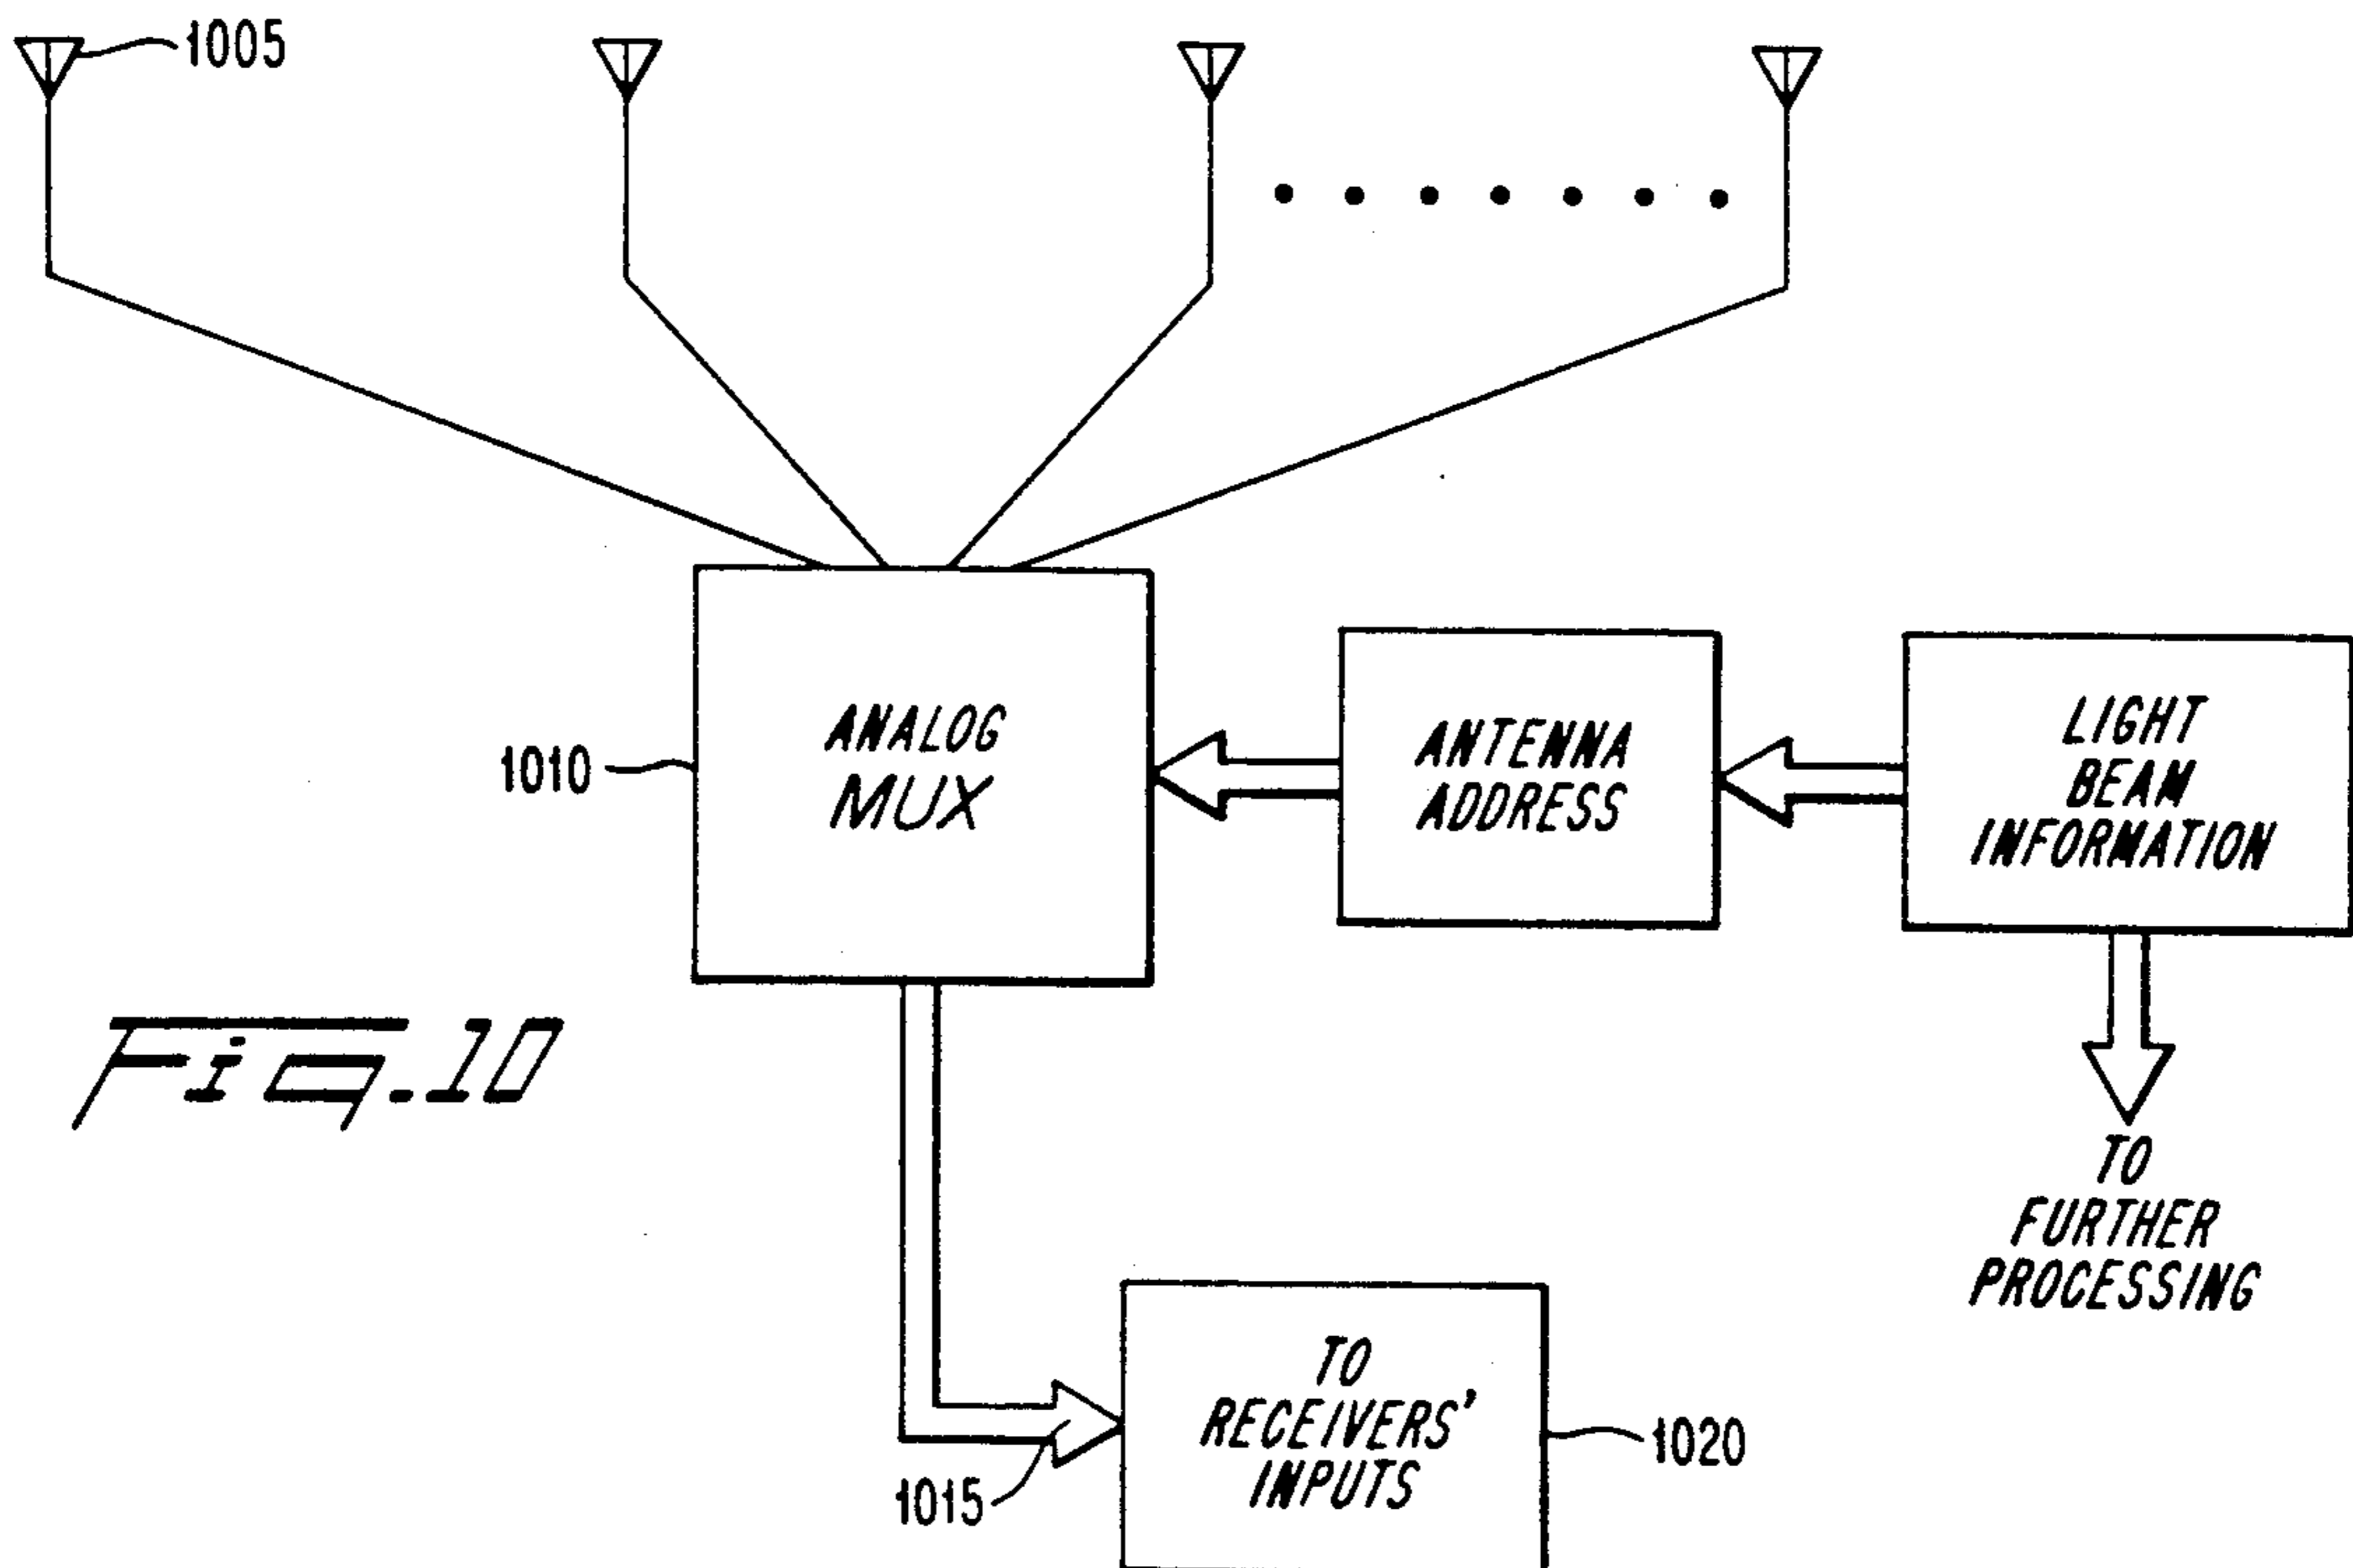 1005
ANALOG
MUX
1010
ANTENNA
ADDRESS
LIGHT
BEAM
INFORMATION
Fig. 10
TO
FURTHER
PROCESSING
TO
RECEIVERS'
INPUTS
1015
1020